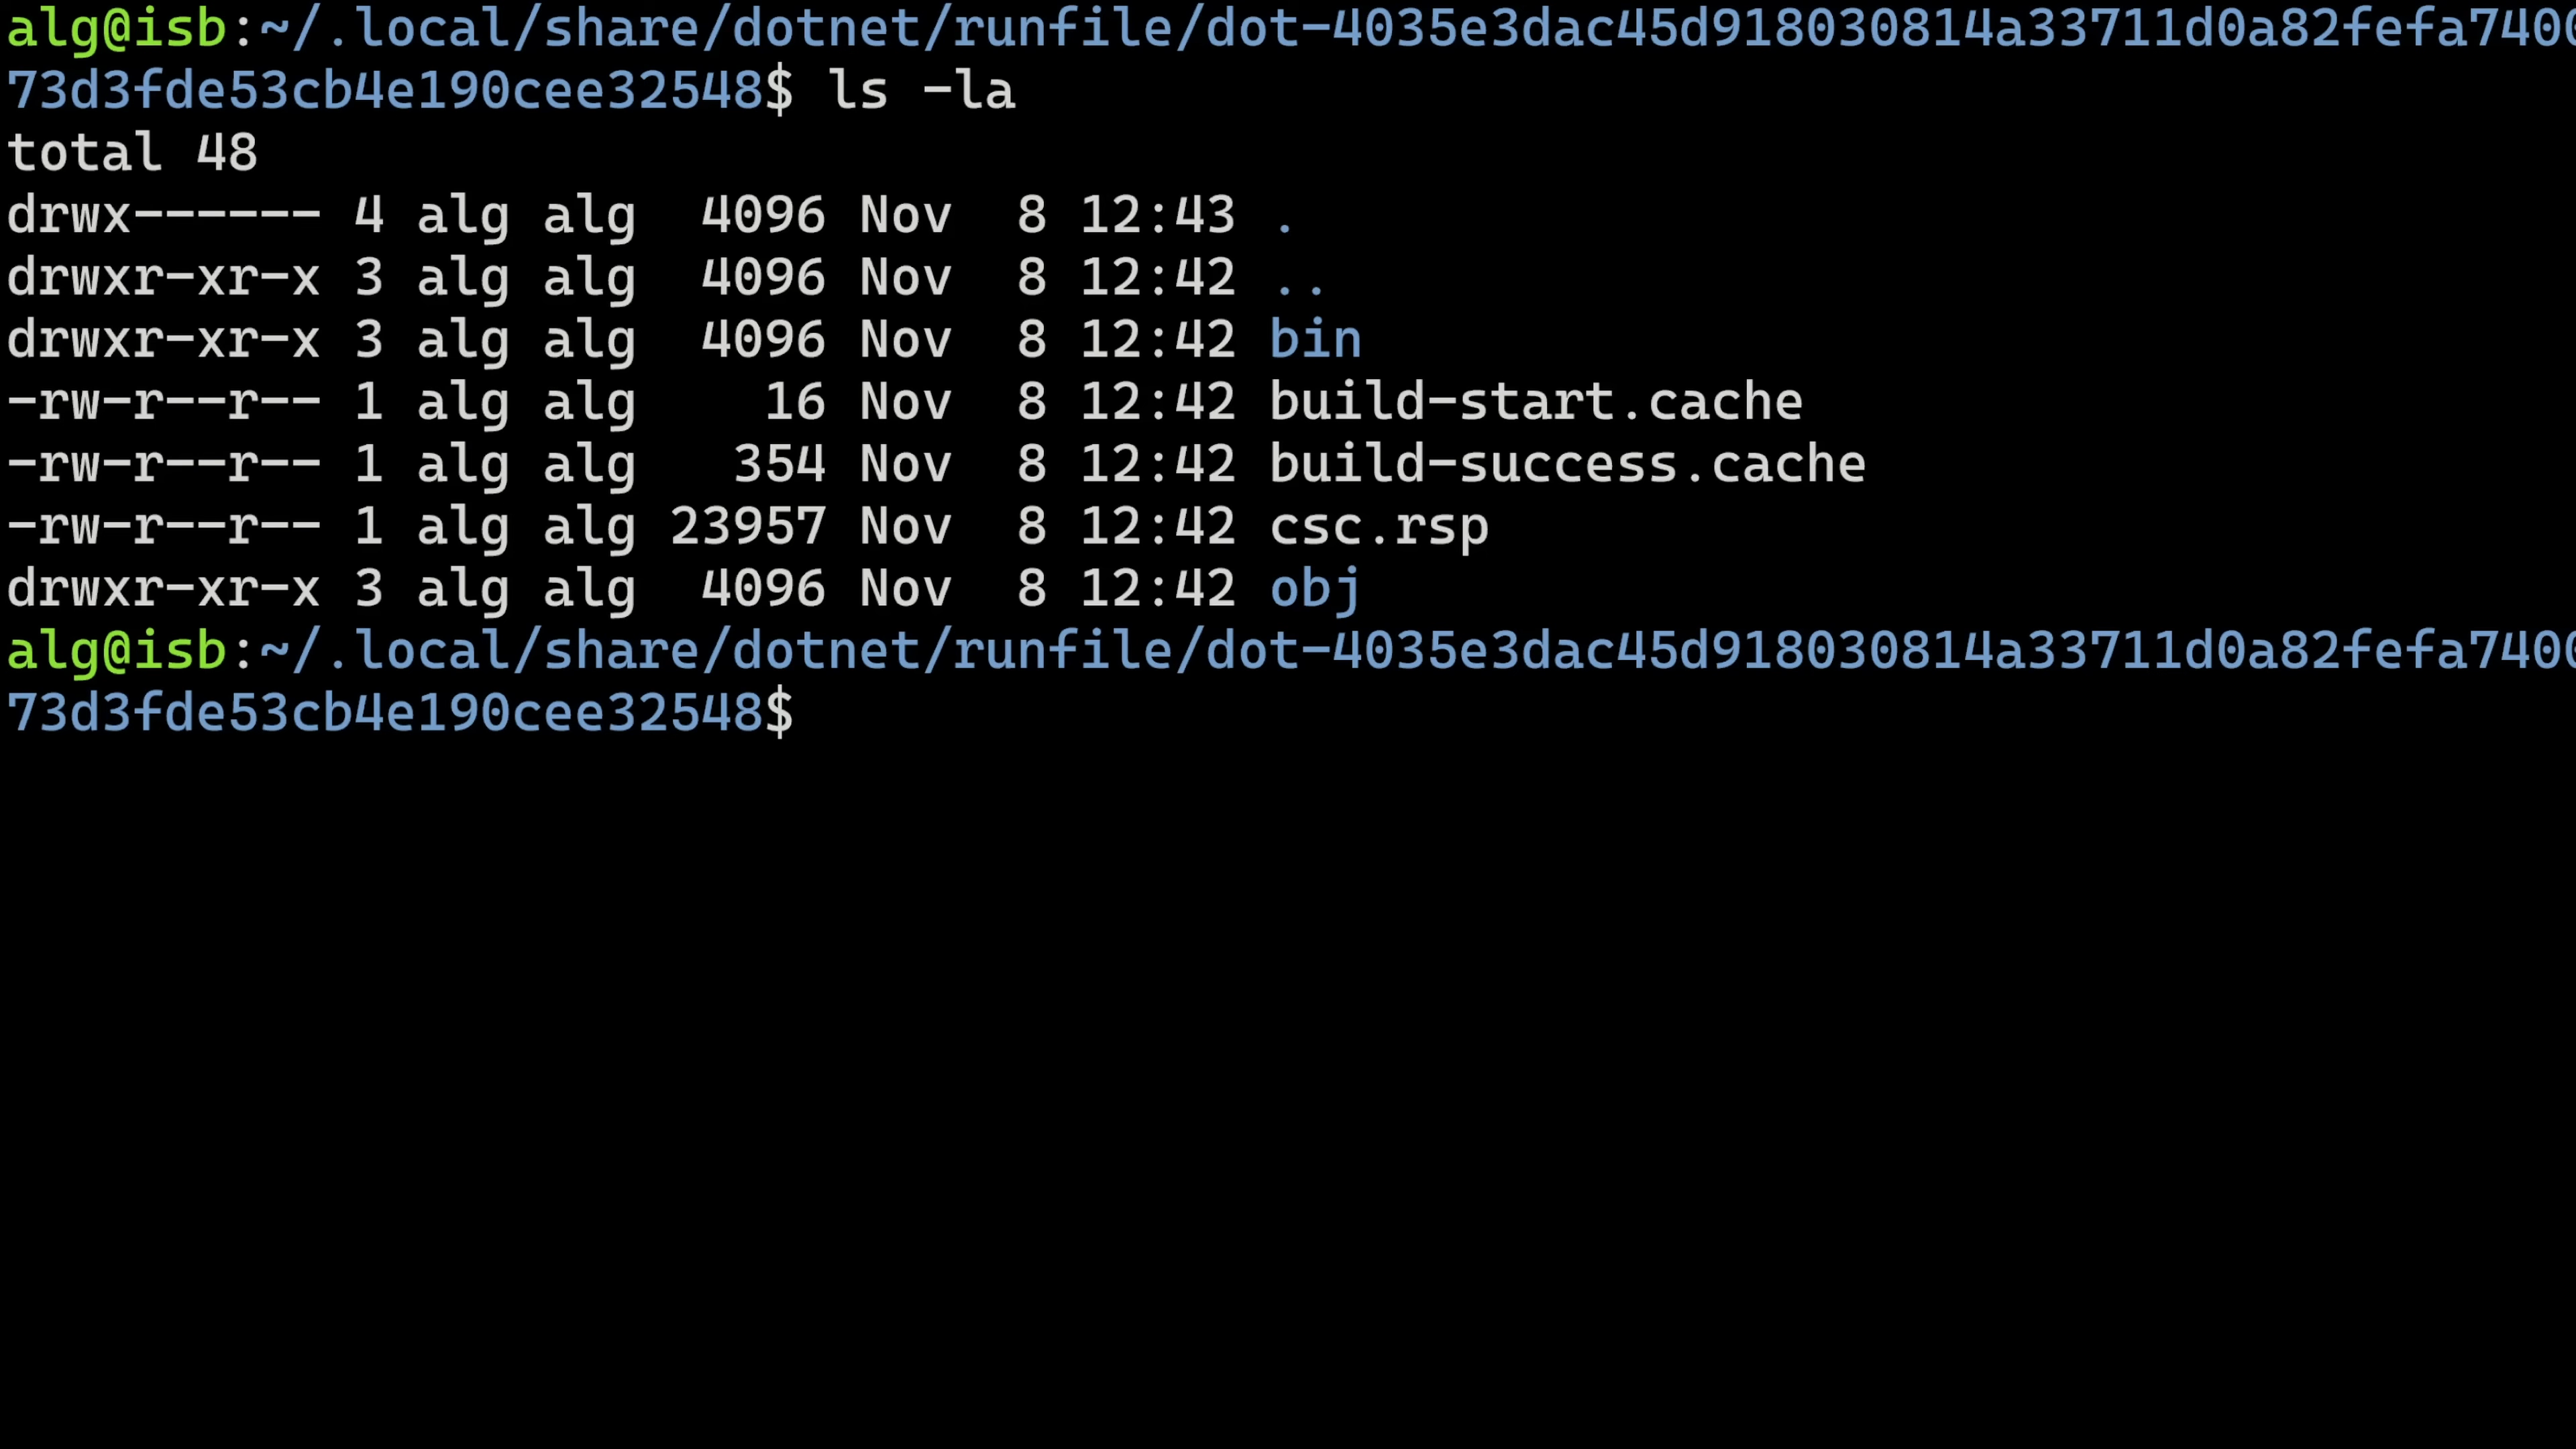 alg@isb:~/.local/share/dotnet/runfile/dot-4035e3dac45d918030814a33711d0a82fefa7400
73d3fde53cb4e190cee32548$ ls -la
total 48
drwx------ 4 alg alg  4096 Nov  8 12:43 .
drwxr-xr-x 3 alg alg  4096 Nov  8 12:42 ..
drwxr-xr-x 3 alg alg  4096 Nov  8 12:42 bin
-rw-r--r-- 1 alg alg    16 Nov  8 12:42 build-start.cache
-rw-r--r-- 1 alg alg   354 Nov  8 12:42 build-success.cache
-rw-r--r-- 1 alg alg 23957 Nov  8 12:42 csc.rsp
drwxr-xr-x 3 alg alg  4096 Nov  8 12:42 obj
alg@isb:~/.local/share/dotnet/runfile/dot-4035e3dac45d918030814a33711d0a82fefa7400
73d3fde53cb4e190cee32548$